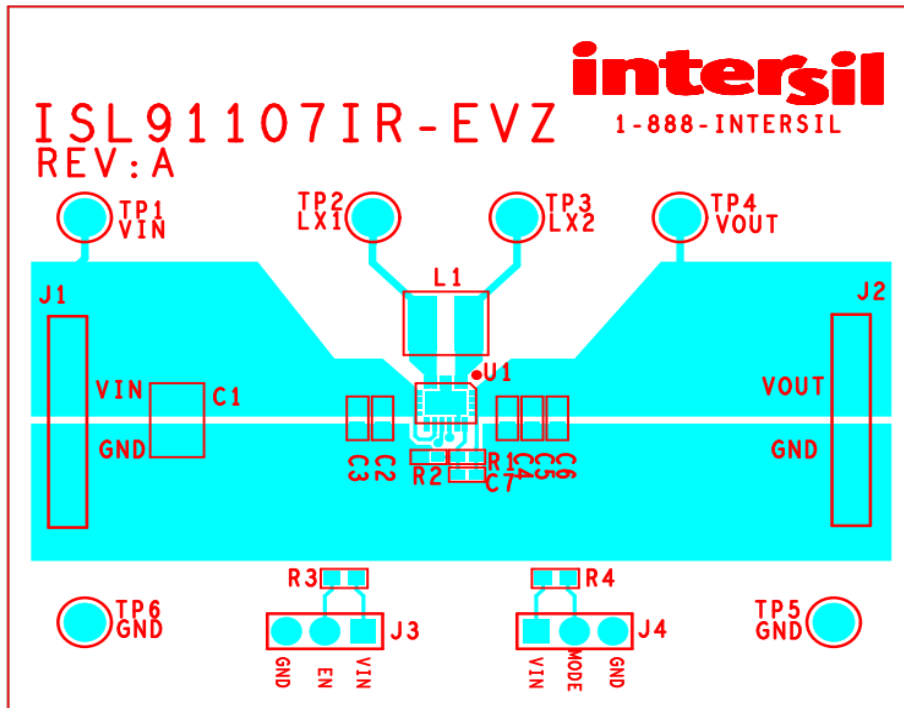 intersil
1-888-INTERSIL
ISL91107IR-EVZ
REV:A
TP1
VIN
TP2
LX1
TP3
LX2
TP4
VOUT
J1
L1
J2
U1
VIN
C1
VOUT
GND
GND
C3
C2
R2
R1
C7
C4
C5
C6
R3
R4
TP6
GND
J3
J4
TP5
GND
GND
EN
VIN
VIN
MODE
GND